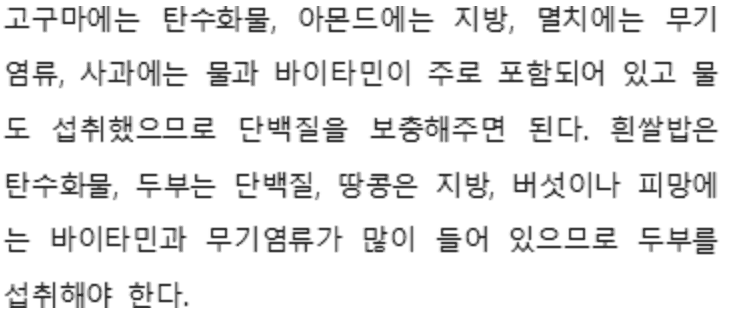 고구마에는 탄수화물, 아몬드에는 지방, 멸치에는 무기
염류, 사과에는 물과 바이타민이 주로 포함되어 있고 물
도 섭취했으므로 단백질을 보충해주면 된다. 흰쌀밥은
탄수화물, 두부는 단백질, 땅콩은 지방, 버섯이나 피망에
는 바이타민과 무기염류가 많이 들어 있으므로 두부를
섭취해야 한다.